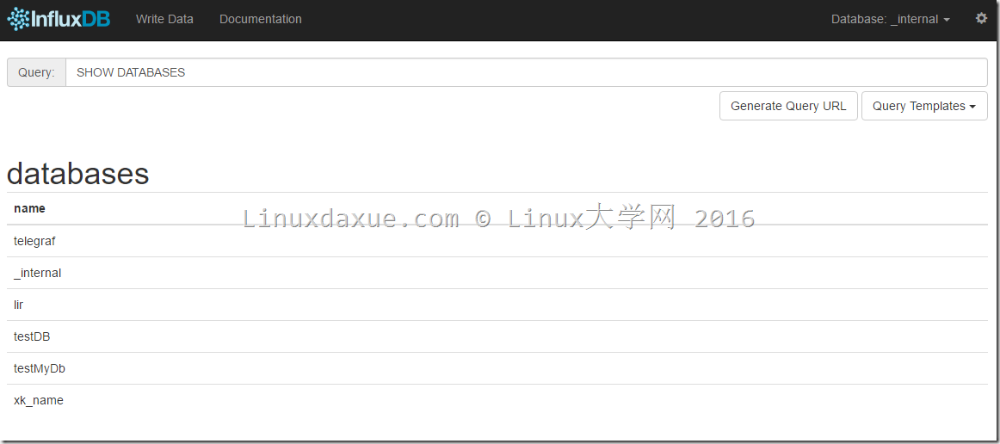 InfluxDB Write Data Documentation Database: _internal
Query: SHOW DATABASES
Generate Query URL Query Templates
databases
name
Linuxdaxue.com © Linux大学网 2016
telegraf
_internal
lir
testDB
testMyDb
xk_name